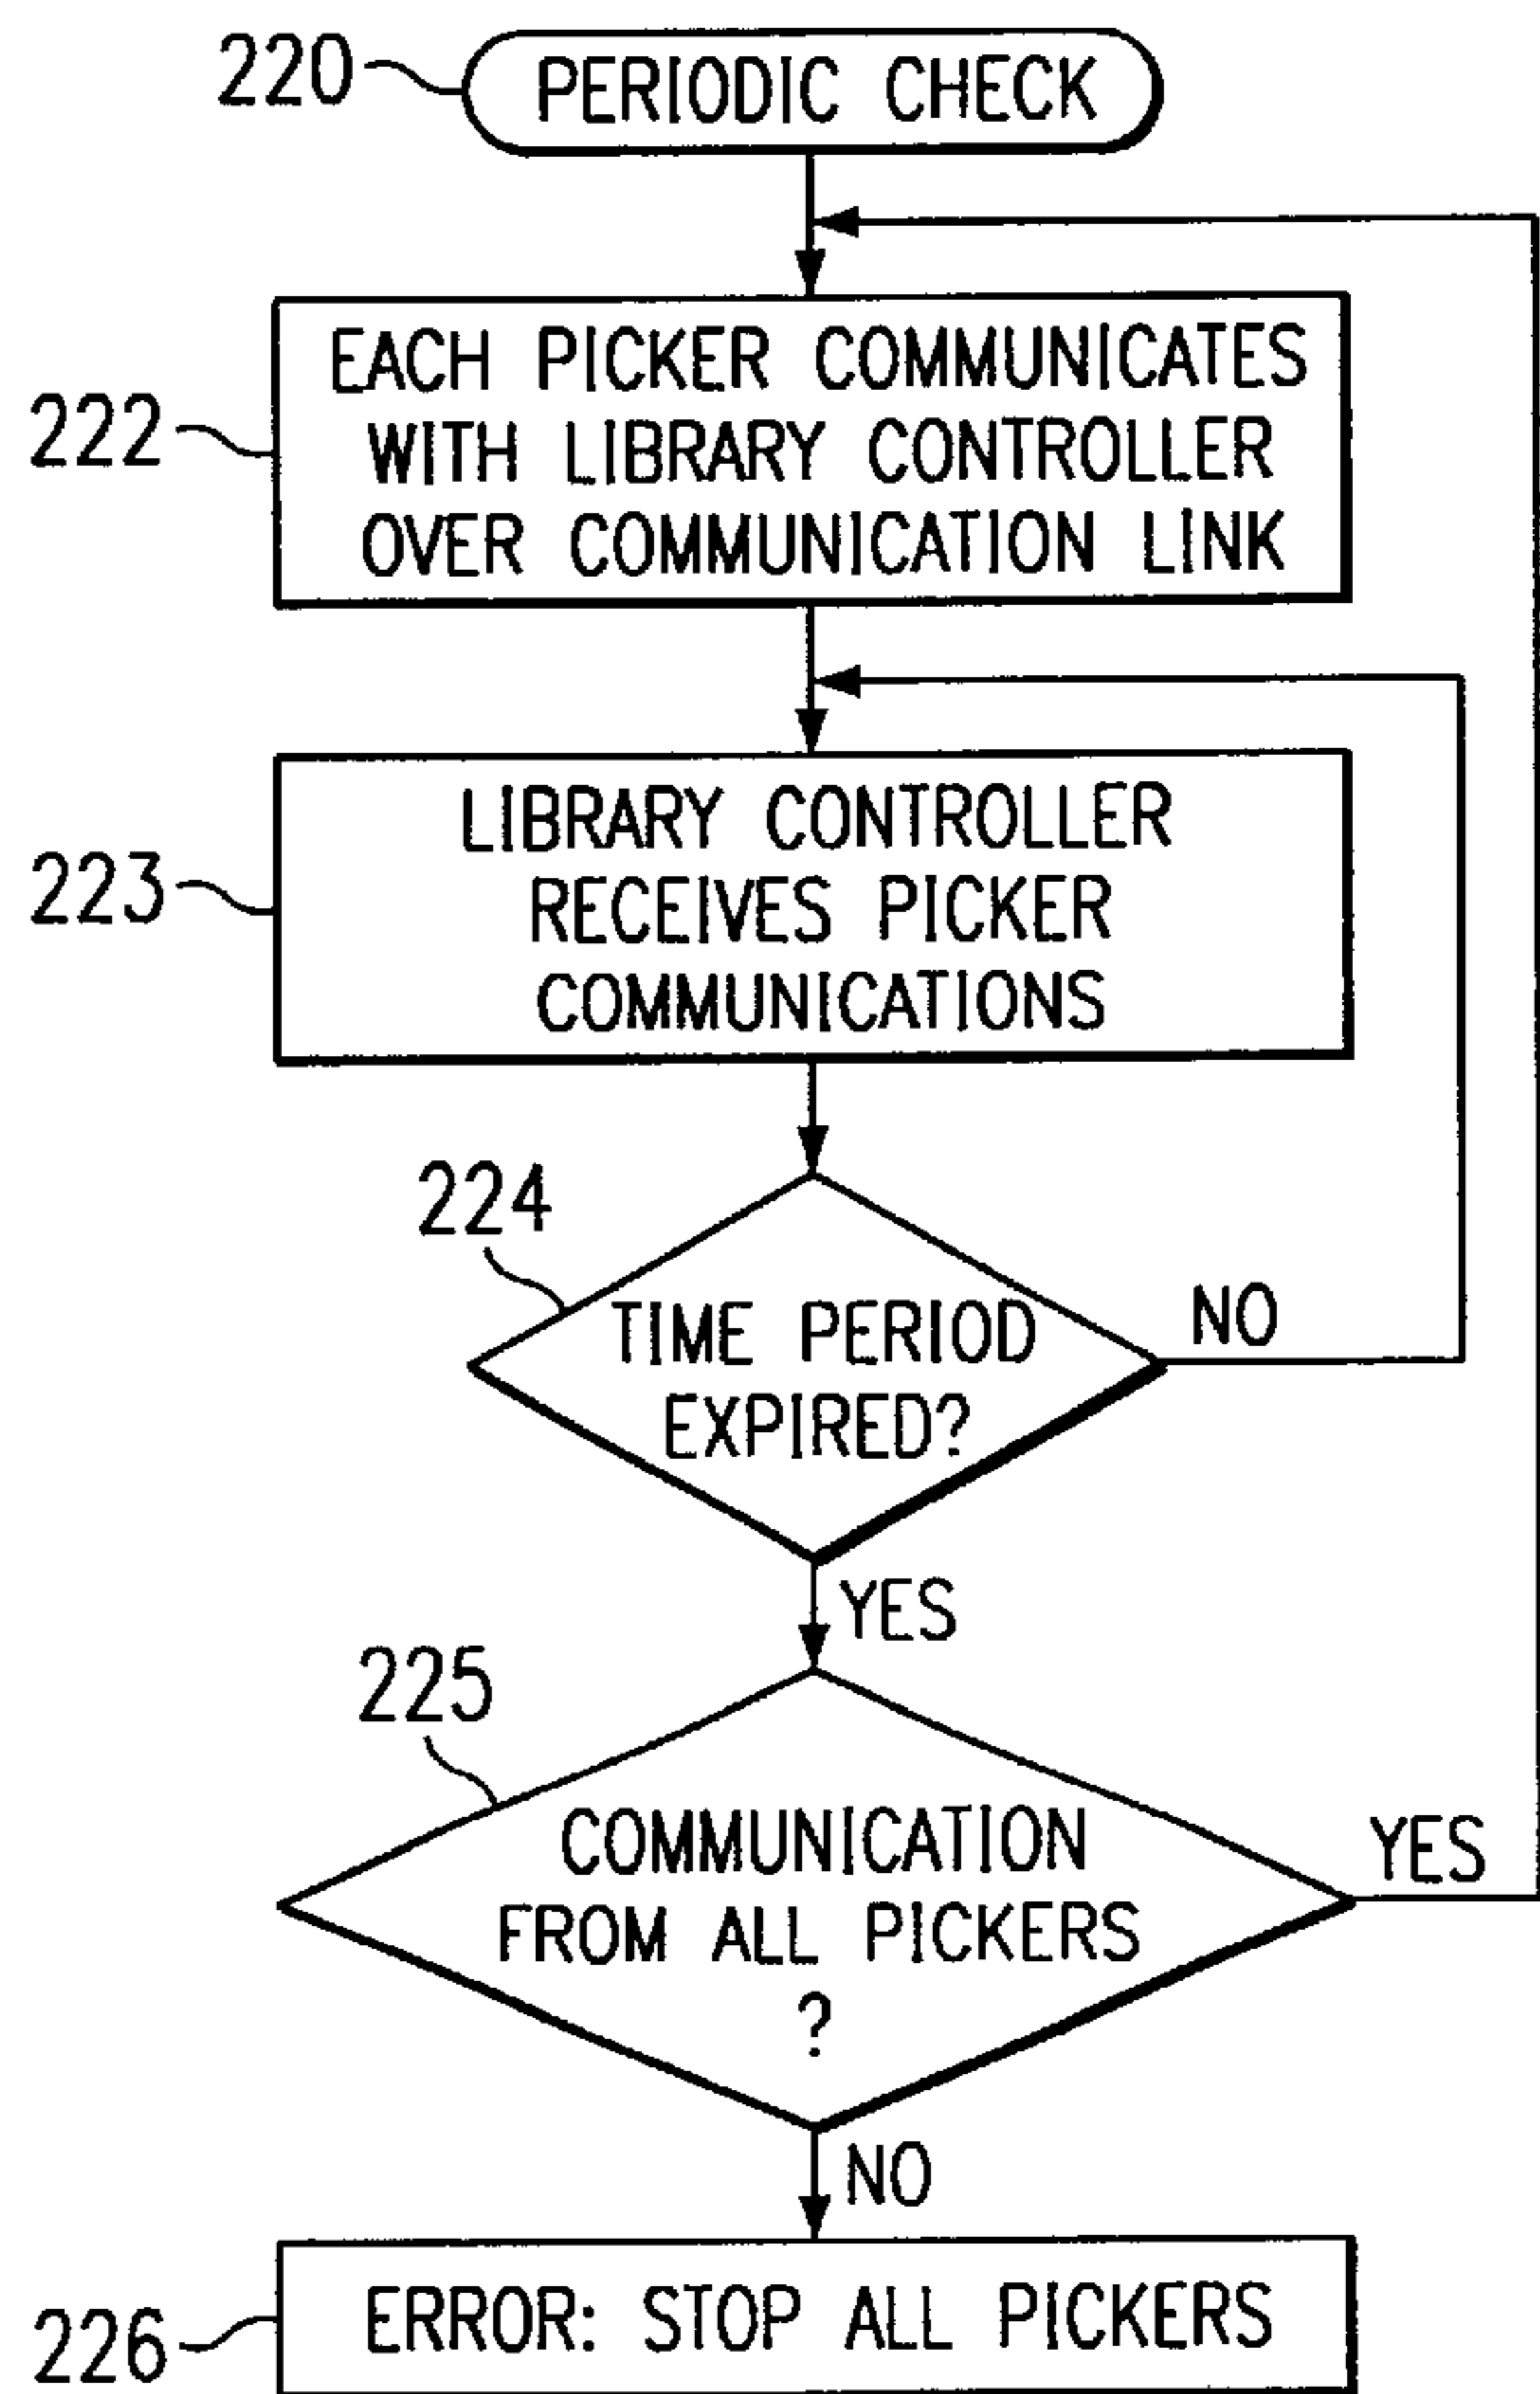 220
PERIODIC CHECK
222
EACH PICKER COMMUNICATES
WITH LIBRARY CONTROLLER
OVER COMMUNICATION LINK
223
LIBRARY CONTROLLER
RECEIVES PICKER
COMMUNICATIONS
224
TIME PERIOD
EXPIRED?
NO
YES
225
COMMUNICATION
FROM ALL PICKERS
?
YES
NO
226
ERROR: STOP ALL PICKERS